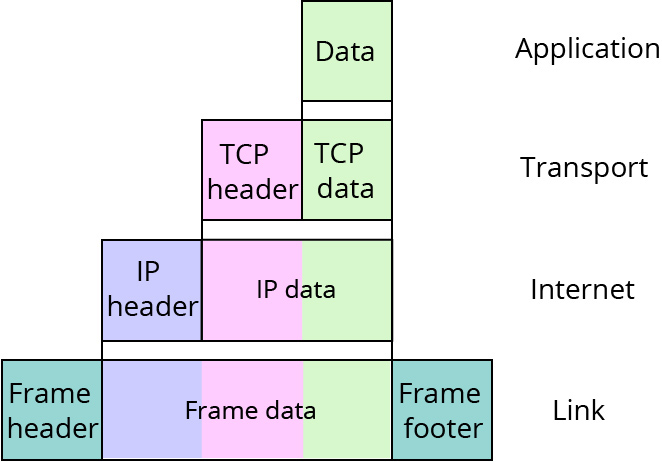 Data
Application
TCP
header
TCP
data
Transport
IP
header
IP data
Internet
Frame
header
Frame data
Frame
footer
Link